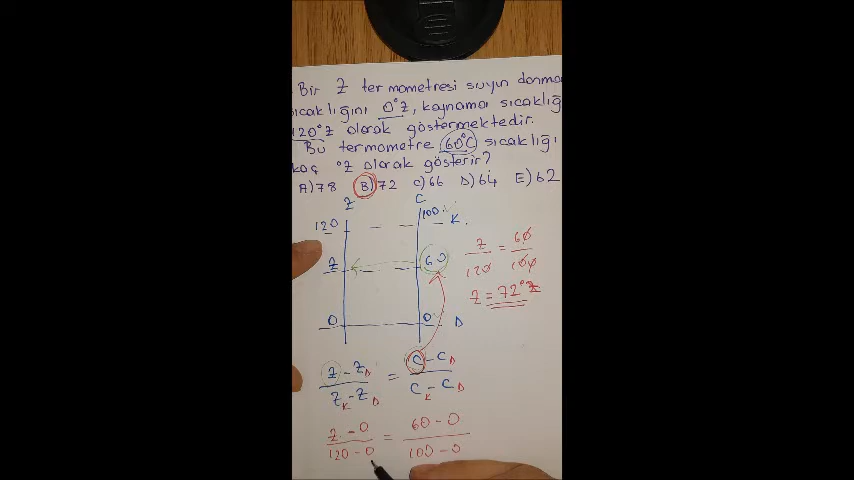 Bir Z termometresi suyun donma
sıcaklığını 0°Z, kaynama sıcaklığ
120°Z olarak göstermektedir.
Bu termometre 60°C sıcaklığı
kaç °Z olarak gösterir?
A)78 B)72 C)66 D)64 E)62
Z C
120 100 K
Z 60
0 0 D
Z/120 = 60/100
Z = 72°Z
Z - Z_D / Z_K - Z_D = C - C_D / C_K - C_D
Z - 0 / 120 - 0 = 60 - 0 / 100 - 0